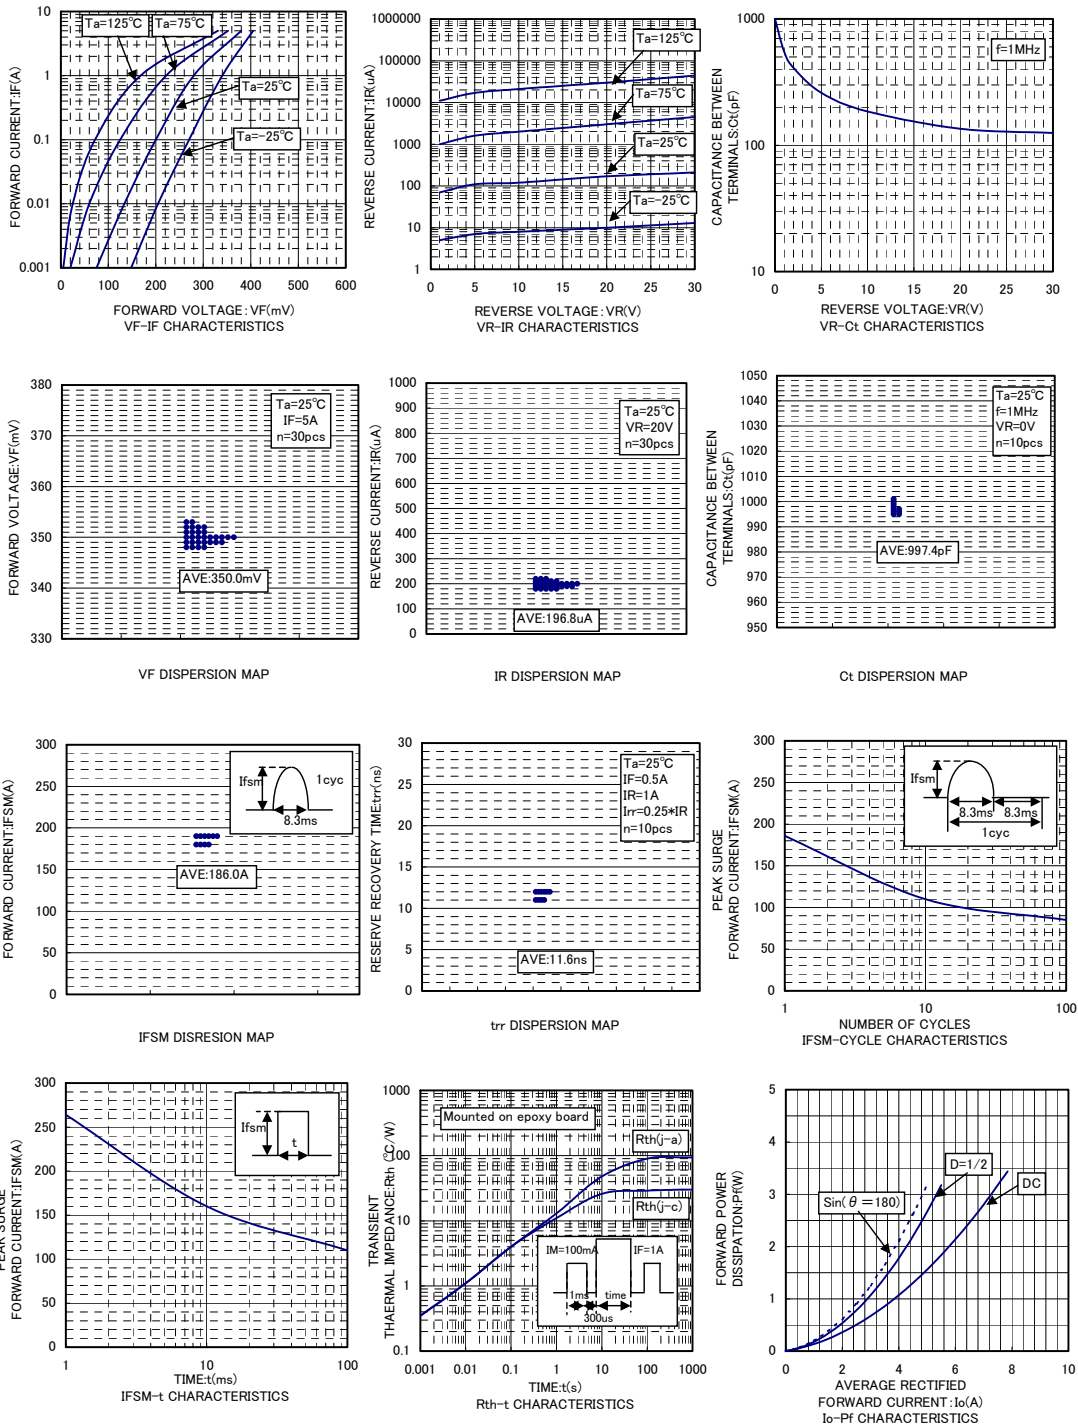 FORWARD CURRENT:IF(A)
10
1
0.1
0.01
0.001
Ta=125°C
Ta=75°C
Ta=25°C
Ta=-25°C
0 100 200 300 400 500 600
FORWARD VOLTAGE:VF(mV)
VF-IF CHARACTERISTICS
REVERSE CURRENT:IR(uA)
1000000
100000
10000
1000
100
10
1
Ta=125°C
Ta=75°C
Ta=25°C
Ta=-25°C
0 5 10 15 20 25 30
REVERSE VOLTAGE:VR(V)
VR-IR CHARACTERISTICS
CAPACITANCE BETWEEN
TERMINALS:Ct(pF)
1000
100
10
f=1MHz
0 5 10 15 20 25 30
REVERSE VOLTAGE:VR(V)
VR-Ct CHARACTERISTICS
FORWARD VOLTAGE:VF(mV)
380
370
360
350
340
330
Ta=25°C
IF=5A
n=30pcs
AVE:350.0mV
VF DISPERSION MAP
REVERSE CURRENT:IR(uA)
1000
900
800
700
600
500
400
300
200
100
0
Ta=25°C
VR=20V
n=30pcs
AVE:196.8uA
IR DISPERSION MAP
CAPACITANCE BETWEEN
TERMINALS:Ct(pF)
1050
1040
1030
1020
1010
1000
990
980
970
960
950
Ta=25°C
f=1MHz
VR=0V
n=10pcs
AVE:997.4pF
Ct DISPERSION MAP
FORWARD CURRENT:IFSM(A)
300
250
200
150
100
50
0
Ifsm
1cyc
8.3ms
AVE:186.0A
IFSM DISRESION MAP
RESERVE RECOVERY TIME:trr(ns)
30
25
20
15
10
5
0
Ta=25°C
IF=0.5A
IR=1A
Irr=0.25*IR
n=10pcs
AVE:11.6ns
trr DISPERSION MAP
PEAK SURGE
FORWARD CURRENT:IFSM(A)
300
250
200
150
100
50
0
Ifsm
8.3ms 8.3ms
1cyc
1 10 100
NUMBER OF CYCLES
IFSM-CYCLE CHARACTERISTICS
PEAK SURGE
FORWARD CURRENT:IFSM(A)
300
250
200
150
100
50
0
Ifsm
t
1 10 100
TIME:t(ms)
IFSM-t CHARACTERISTICS
TRANSIENT
THAERMAL IMPEDANCE:Rth (°C/W)
1000
100
10
1
0.1
Mounted on epoxy board
Rth(j-a)
Rth(j-c)
IM=100mA IF=1A
1ms time
300us
0.001 0.01 0.1 1 10 100 1000
TIME:t(s)
Rth-t CHARACTERISTICS
FORWARD POWER
DISSIPATION:Pf(W)
5
4
3
2
1
0
D=1/2
Sin(θ=180)
DC
0 2 4 6 8 10
AVERAGE RECTIFIED
FORWARD CURRENT:Io(A)
Io-Pf CHARACTERISTICS